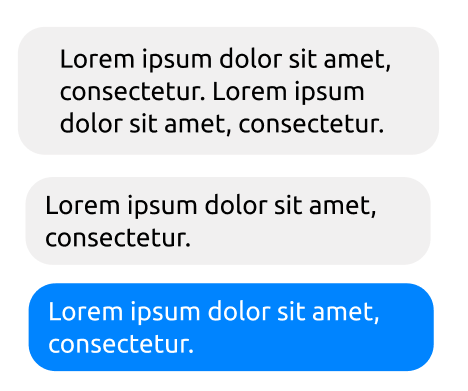 Lorem ipsum dolor sit amet,
consectetur. Lorem ipsum
dolor sit amet, consectetur.
Lorem ipsum dolor sit amet,
consectetur.
Lorem ipsum dolor sit amet,
consectetur.